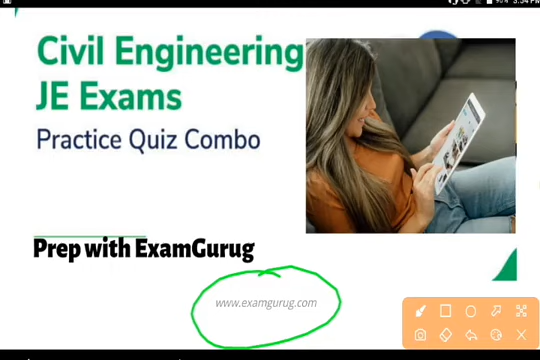 Civil Engineering
JE Exams
Practice Quiz Combo
Prep with ExamGurug
www.examgurug.com